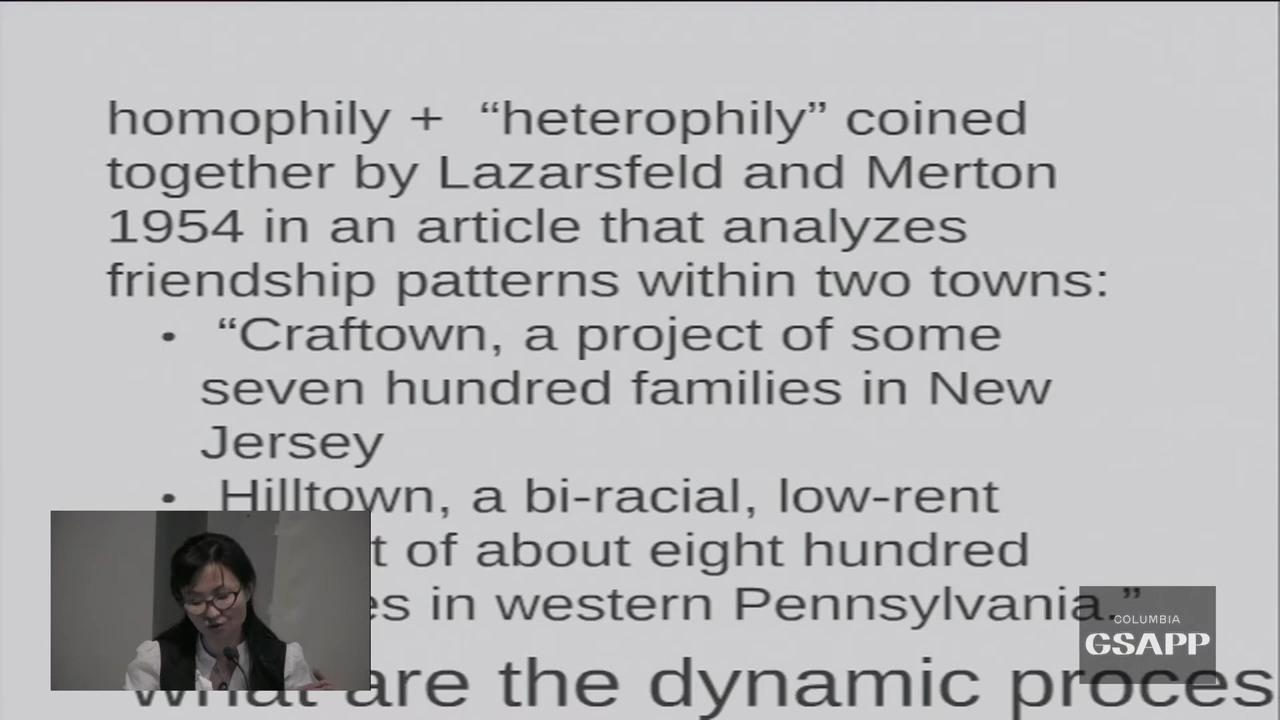 homophily + “heterophily” coined
together by Lazarsfeld and Merton
1954 in an article that analyzes
friendship patterns within two towns:
• “Craftown, a project of some
seven hundred families in New
Jersey
• Hilltown, a bi-racial, low-rent
of about eight hundred
in western Pennsylvania.”
what are the dynamic
COLUMBIA
GSAPP